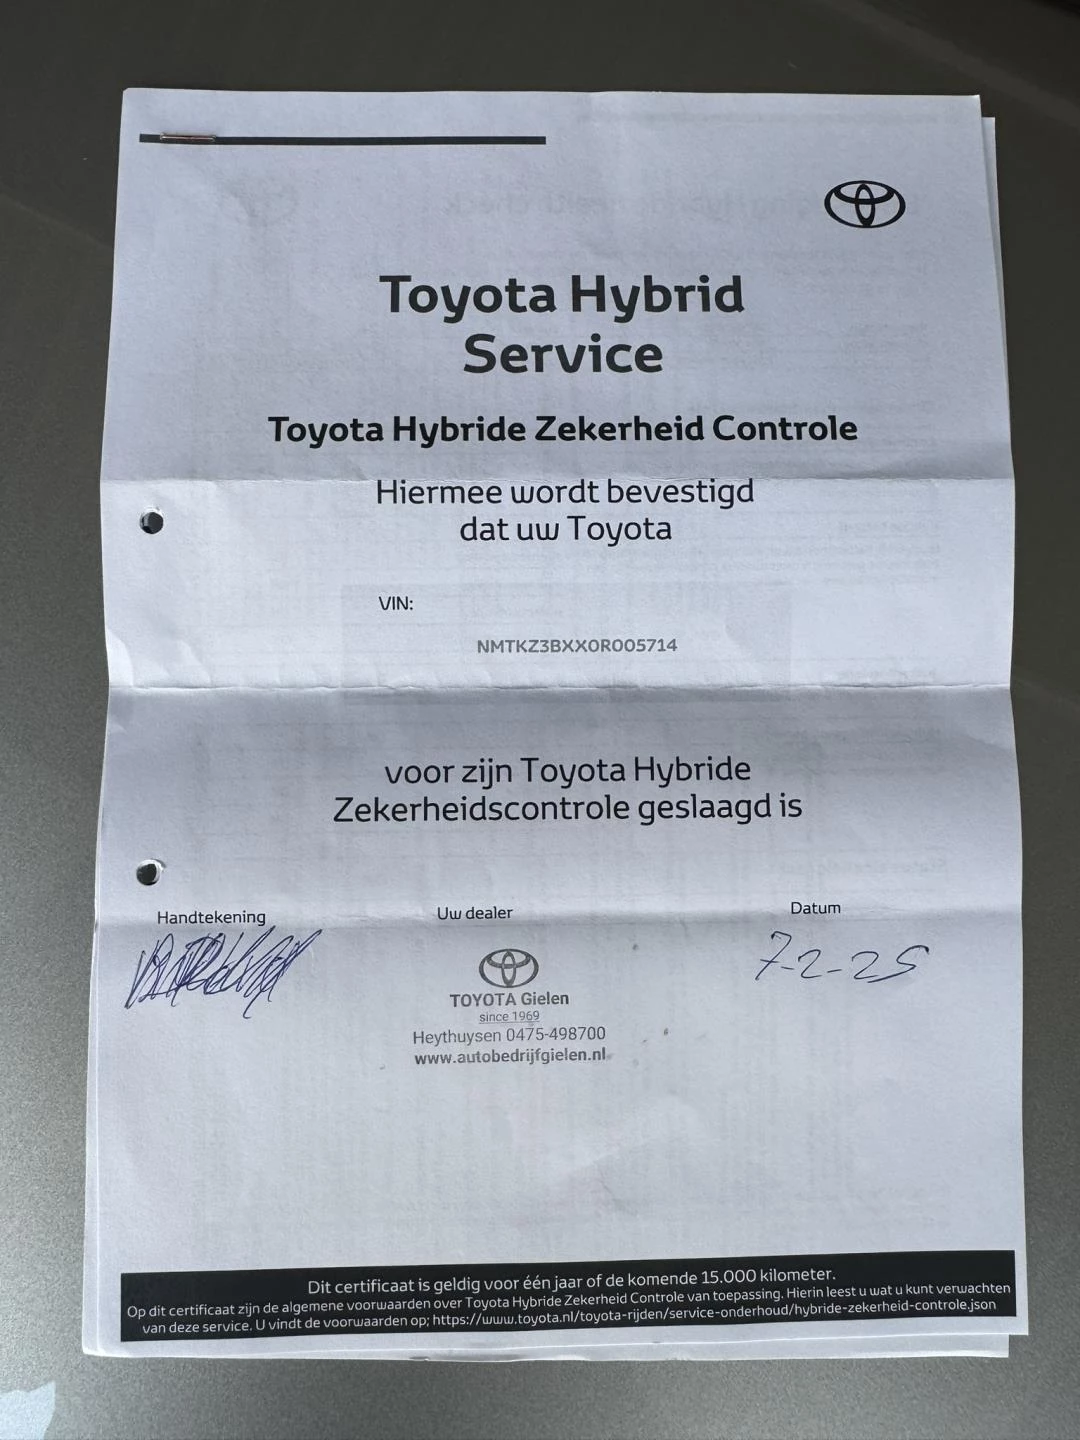 Toyota Hybrid
Service
Toyota Hybride Zekerheid Controle
Hiermee wordt bevestigd
dat uw Toyota
VIN:
NMTKZ3BXX0R005714
voor zijn Toyota Hybride
Zekerheidscontrole geslaagd is
Handtekening
Uw dealer
Datum
7-2-25
TOYOTA Gielen
since 1969
Heythuysen 0475-498700
www.autobedrijfgielen.nl
Dit certificaat is geldig voor één jaar of de komende 15.000 kilometer.
Op dit certificaat zijn de algemene voorwaarden over Toyota Hybride Zekerheid Controle van toepassing. Hierin leest u wat u kunt verwachten
van deze service. U vindt de voorwaarden op; https://www.toyota.nl/toyota-rijden/service-onderhoud/hybride-zekerheid-controle.json